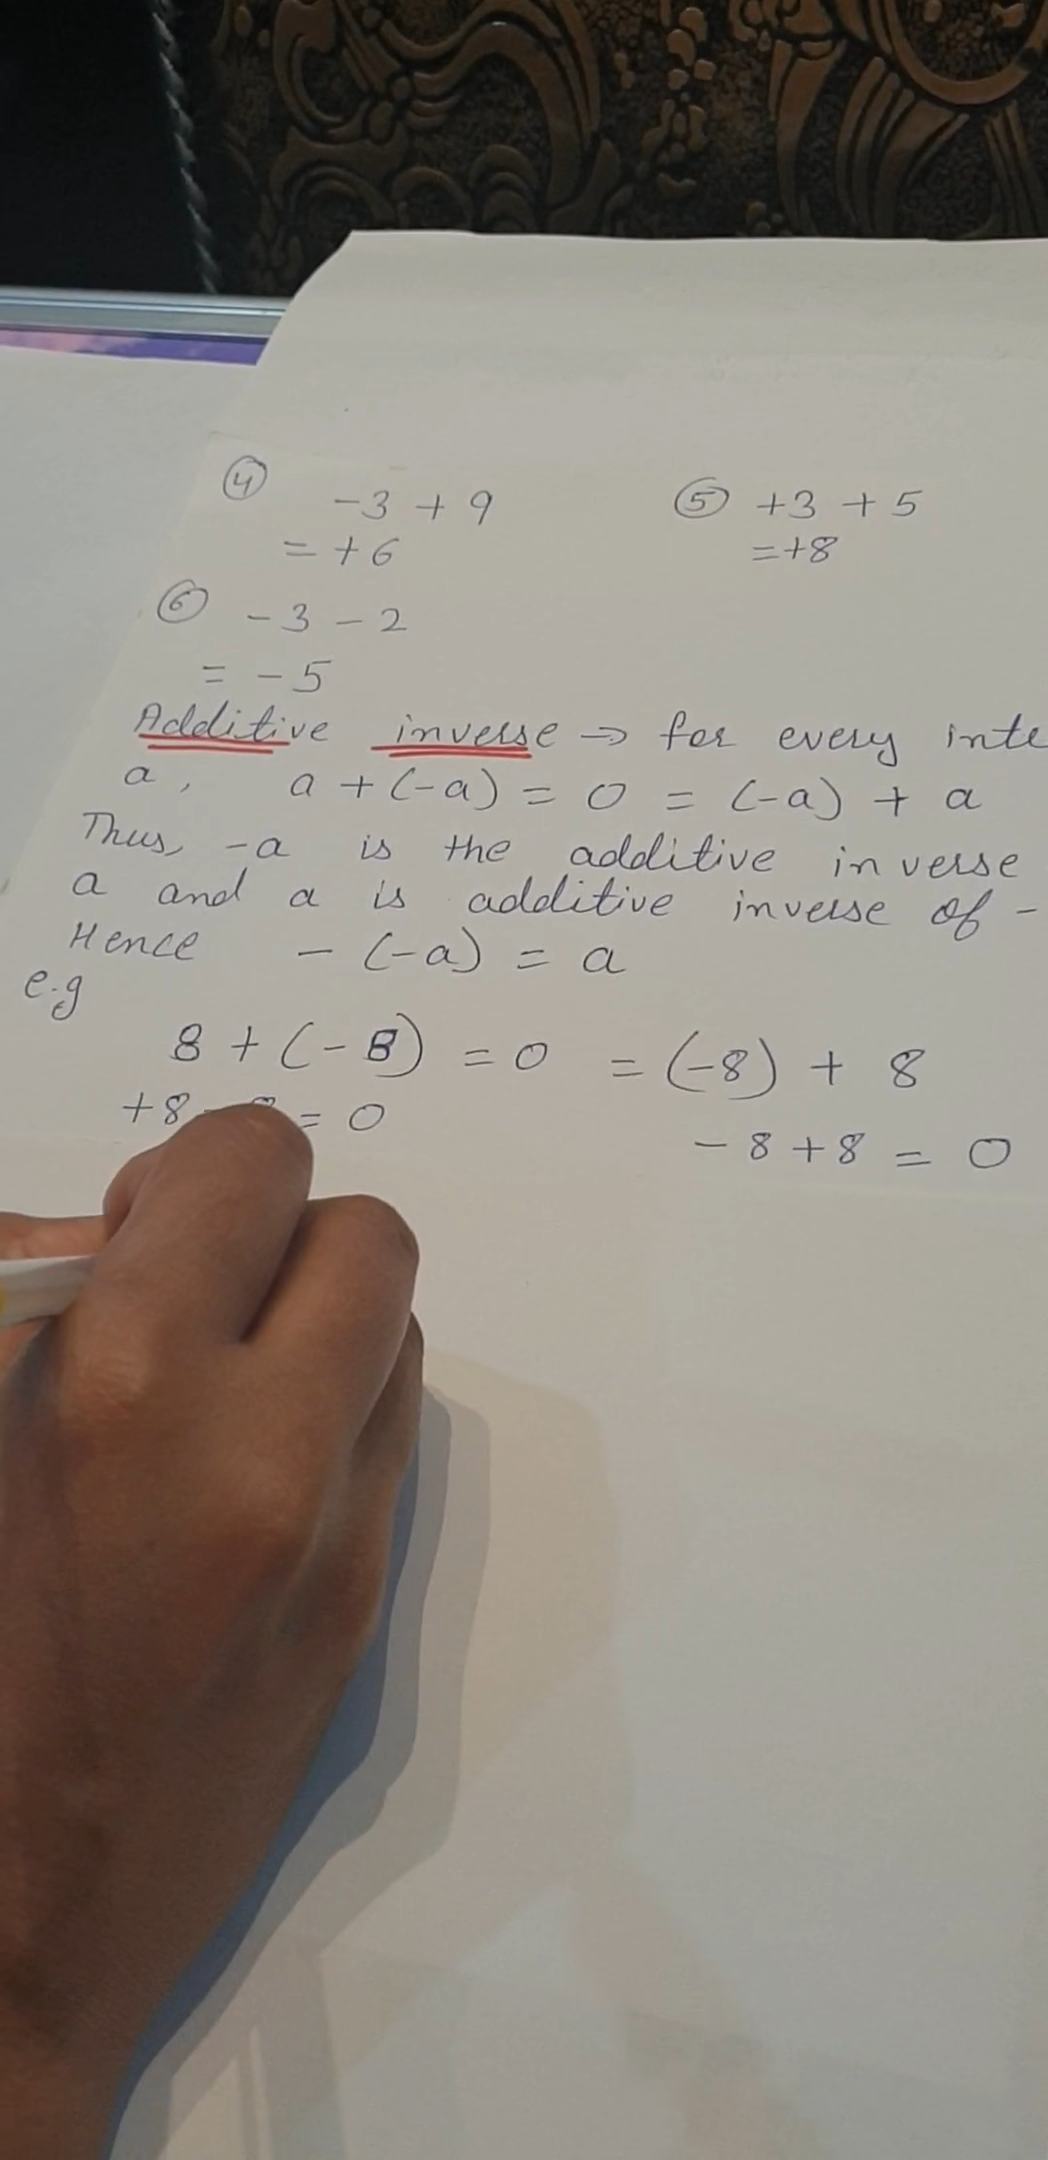 ④ -3 + 9
= +6
⑤ +3 + 5
= +8
⑥ -3 - 2
= -5
Additive inverse → for every inte
a, a + (-a) = 0 = (-a) + a
Thus, -a is the additive inverse
a and a is additive inverse of -
Hence - (-a) = a
e.g
8 + (-8) = 0 = (-8) + 8
+8 = 0
-8 + 8 = 0